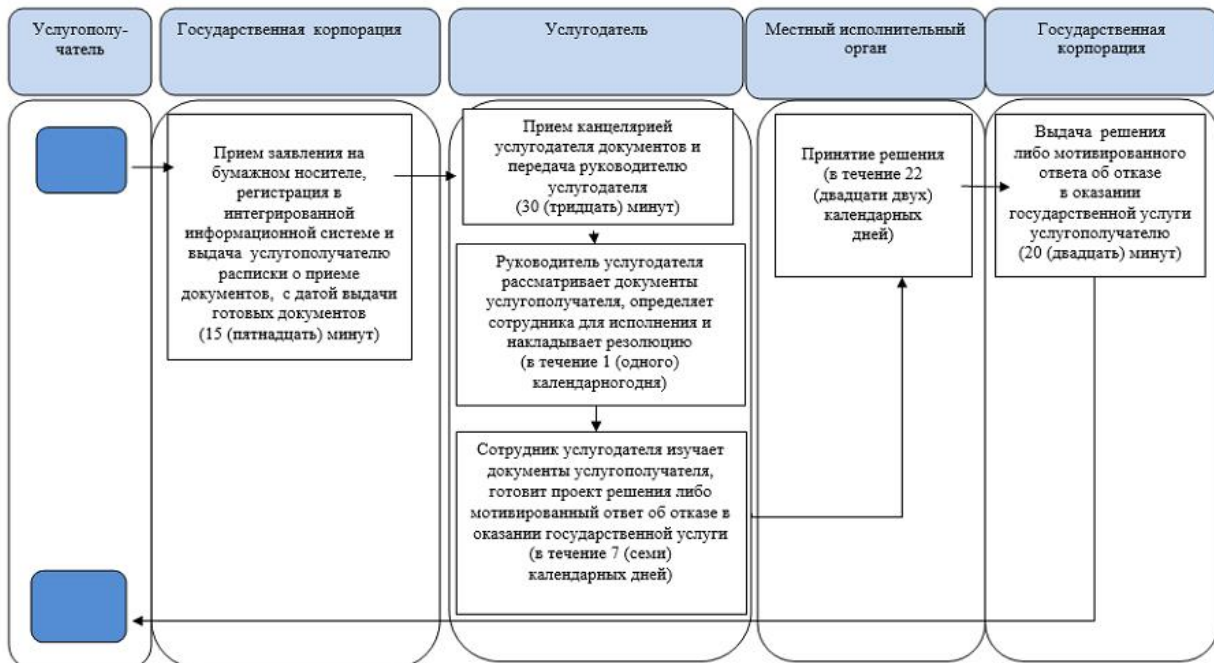 Услугополу-
чатель
Государственная корпорация
Услугодатель
Местный исполнительный
орган
Государственная
корпорация
Прием заявления на
бумажном носителе,
регистрация в
интегрированной
информационной системе и
выдача услугополучателю
расписки о приеме
документов, с датой выдачи
готовых документов
(15 (пятнадцать) минут)
Прием канцелярией
услугодателя документов и
передача руководителю
услугодателя
(30 (тридцать) минут)
Руководитель услугодателя
рассматривает документы
услугополучателя, определяет
сотрудника для исполнения и
накладывает резолюцию
(в течение 1 (одного)
календарногодня)
Сотрудник услугодателя изучает
документы услугополучателя,
готовит проект решения либо
мотивированный ответ об отказе в
оказании государственной услуги
(в течение 7 (семи)
календарных дней)
Принятие решения
(в течение 22
(двадцати двух)
календарных
дней)
Выдача решения
либо мотивированного
ответа об отказе
в оказании
государственной услуги
услугополучателю
(20 (двадцать) минут)